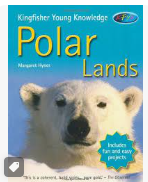 Kingfisher Young Knowledge
Polar
Margaret Hynes
Lands
Includes
fun and easy
projects